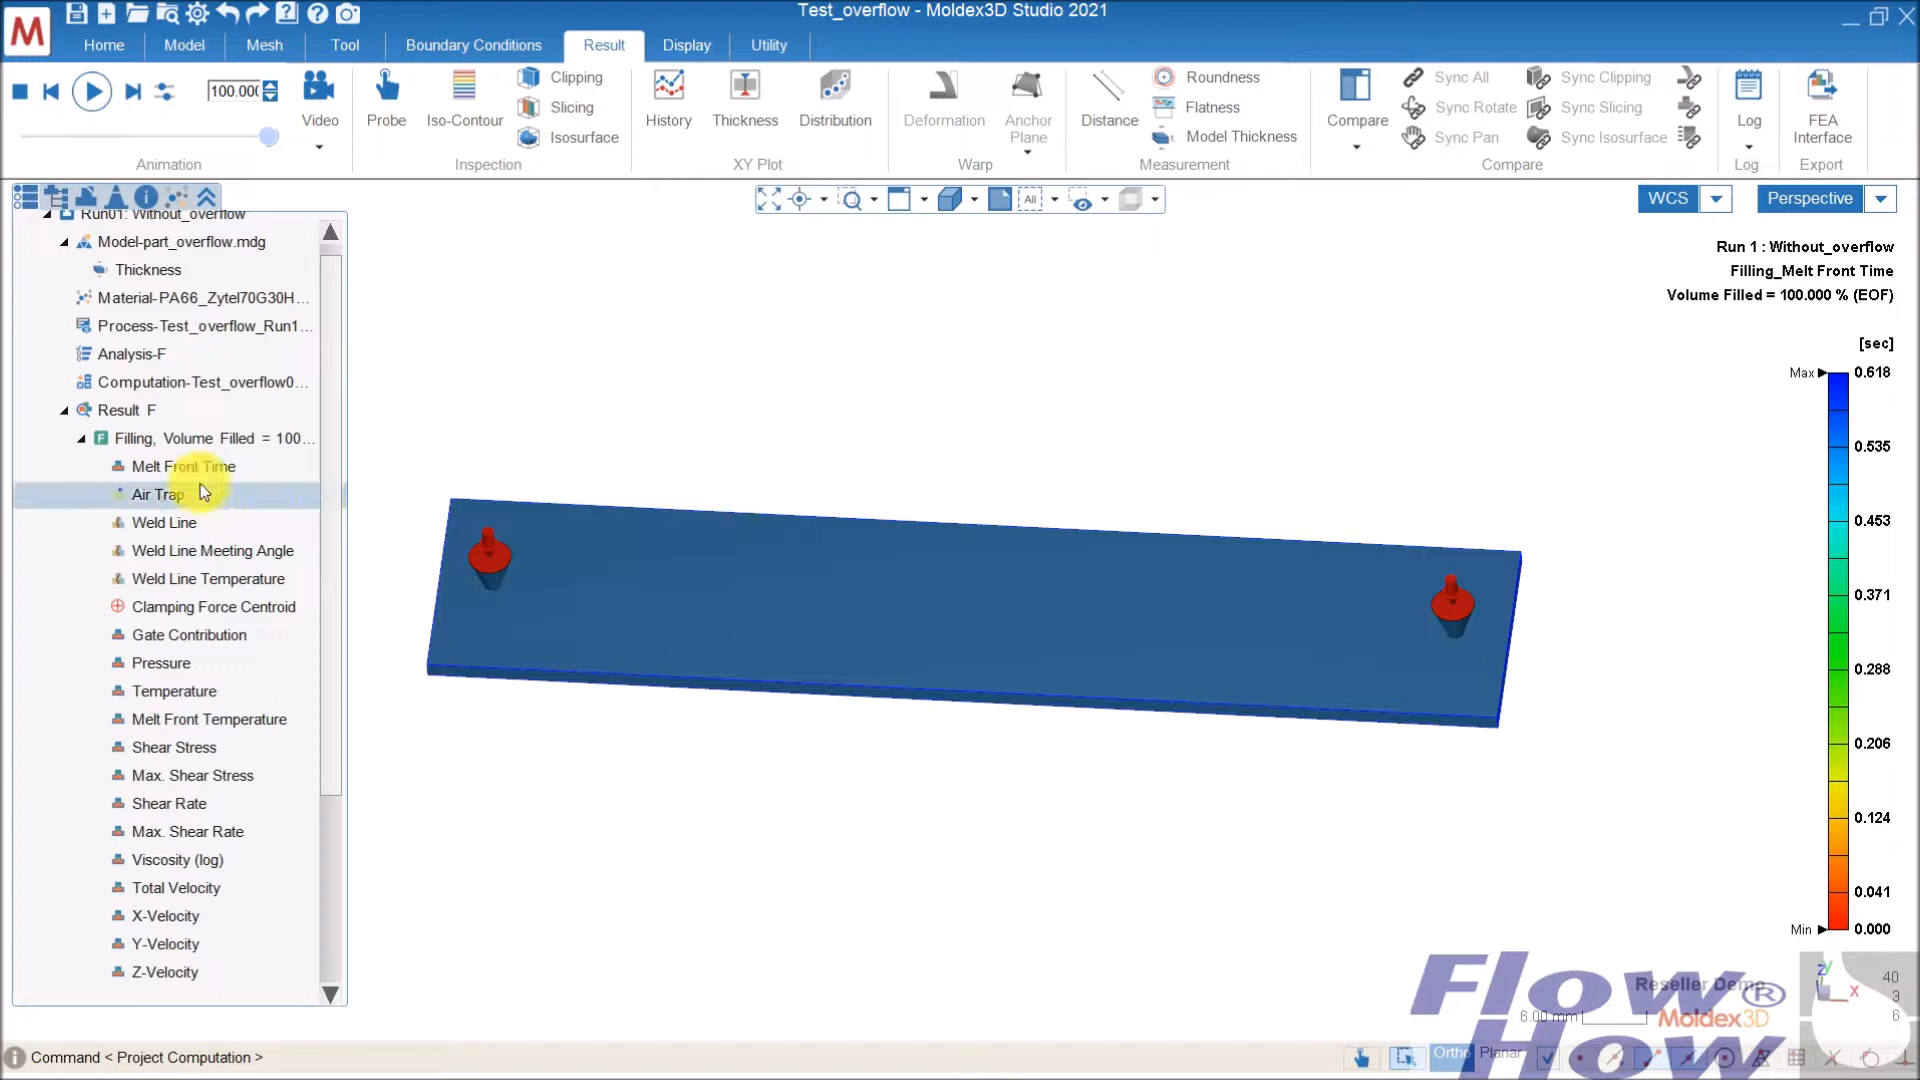 Test_overflow - Moldex3D Studio 2021
Home Model Mesh Tool Boundary Conditions Result Display Utility
100.000
Video
Animation
Probe
Iso-Contour
Clipping
Slicing
Isosurface
Inspection
History
Thickness
Distribution
XY Plot
Deformation
Anchor
Plane
Warp
Distance
Roundness
Flatness
Model Thickness
Measurement
Compare
Sync All
Sync Rotate
Sync Pan
Sync Clipping
Sync Slicing
Sync Isosurface
Compare
Log
Log
FEA
Interface
Export
All
WCS
Perspective
Run01: Without_overflow
Model-part_overflow.mdg
Thickness
Material-PA66_Zytel70G30H...
Process-Test_overflow_Run1...
Analysis-F
Computation-Test_overflow0...
Result F
Filling, Volume Filled = 100...
Melt Front Time
Air Trap
Weld Line
Weld Line Meeting Angle
Weld Line Temperature
Clamping Force Centroid
Gate Contribution
Pressure
Temperature
Melt Front Temperature
Shear Stress
Max. Shear Stress
Shear Rate
Max. Shear Rate
Viscosity (log)
Total Velocity
X-Velocity
Y-Velocity
Z-Velocity
Run 1 : Without_overflow
Filling_Melt Front Time
Volume Filled = 100.000 % (EOF)
[sec]
Max 0.618
0.535
0.453
0.371
0.288
0.206
0.124
0.041
Min 0.000
Flow®
How
Reseller Demo
Moldex3D
6.00 mm
Z Y X
40
3
6
Command < Project Computation >
Ortho Planar